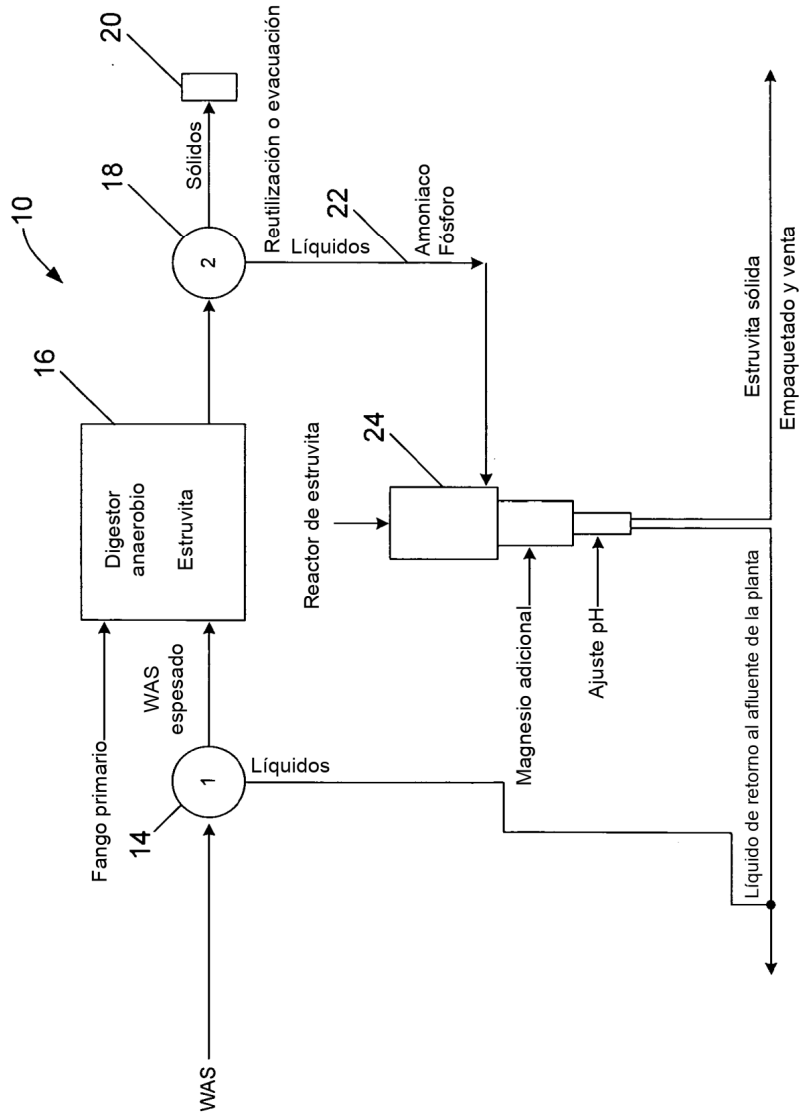 10
WAS
14
1
Líquidos
Fango primario
WAS
espesado
16
Digestor
anaerobio
Estruvita
18
2
Sólidos
20
Reutilización o evacuación
Líquidos
22
Amoniaco
Fósforo
Reactor de estruvita
24
Magnesio adicional
Ajuste pH
Líquido de retorno al afluente de la planta
Estruvita sólida
Empaquetado y venta